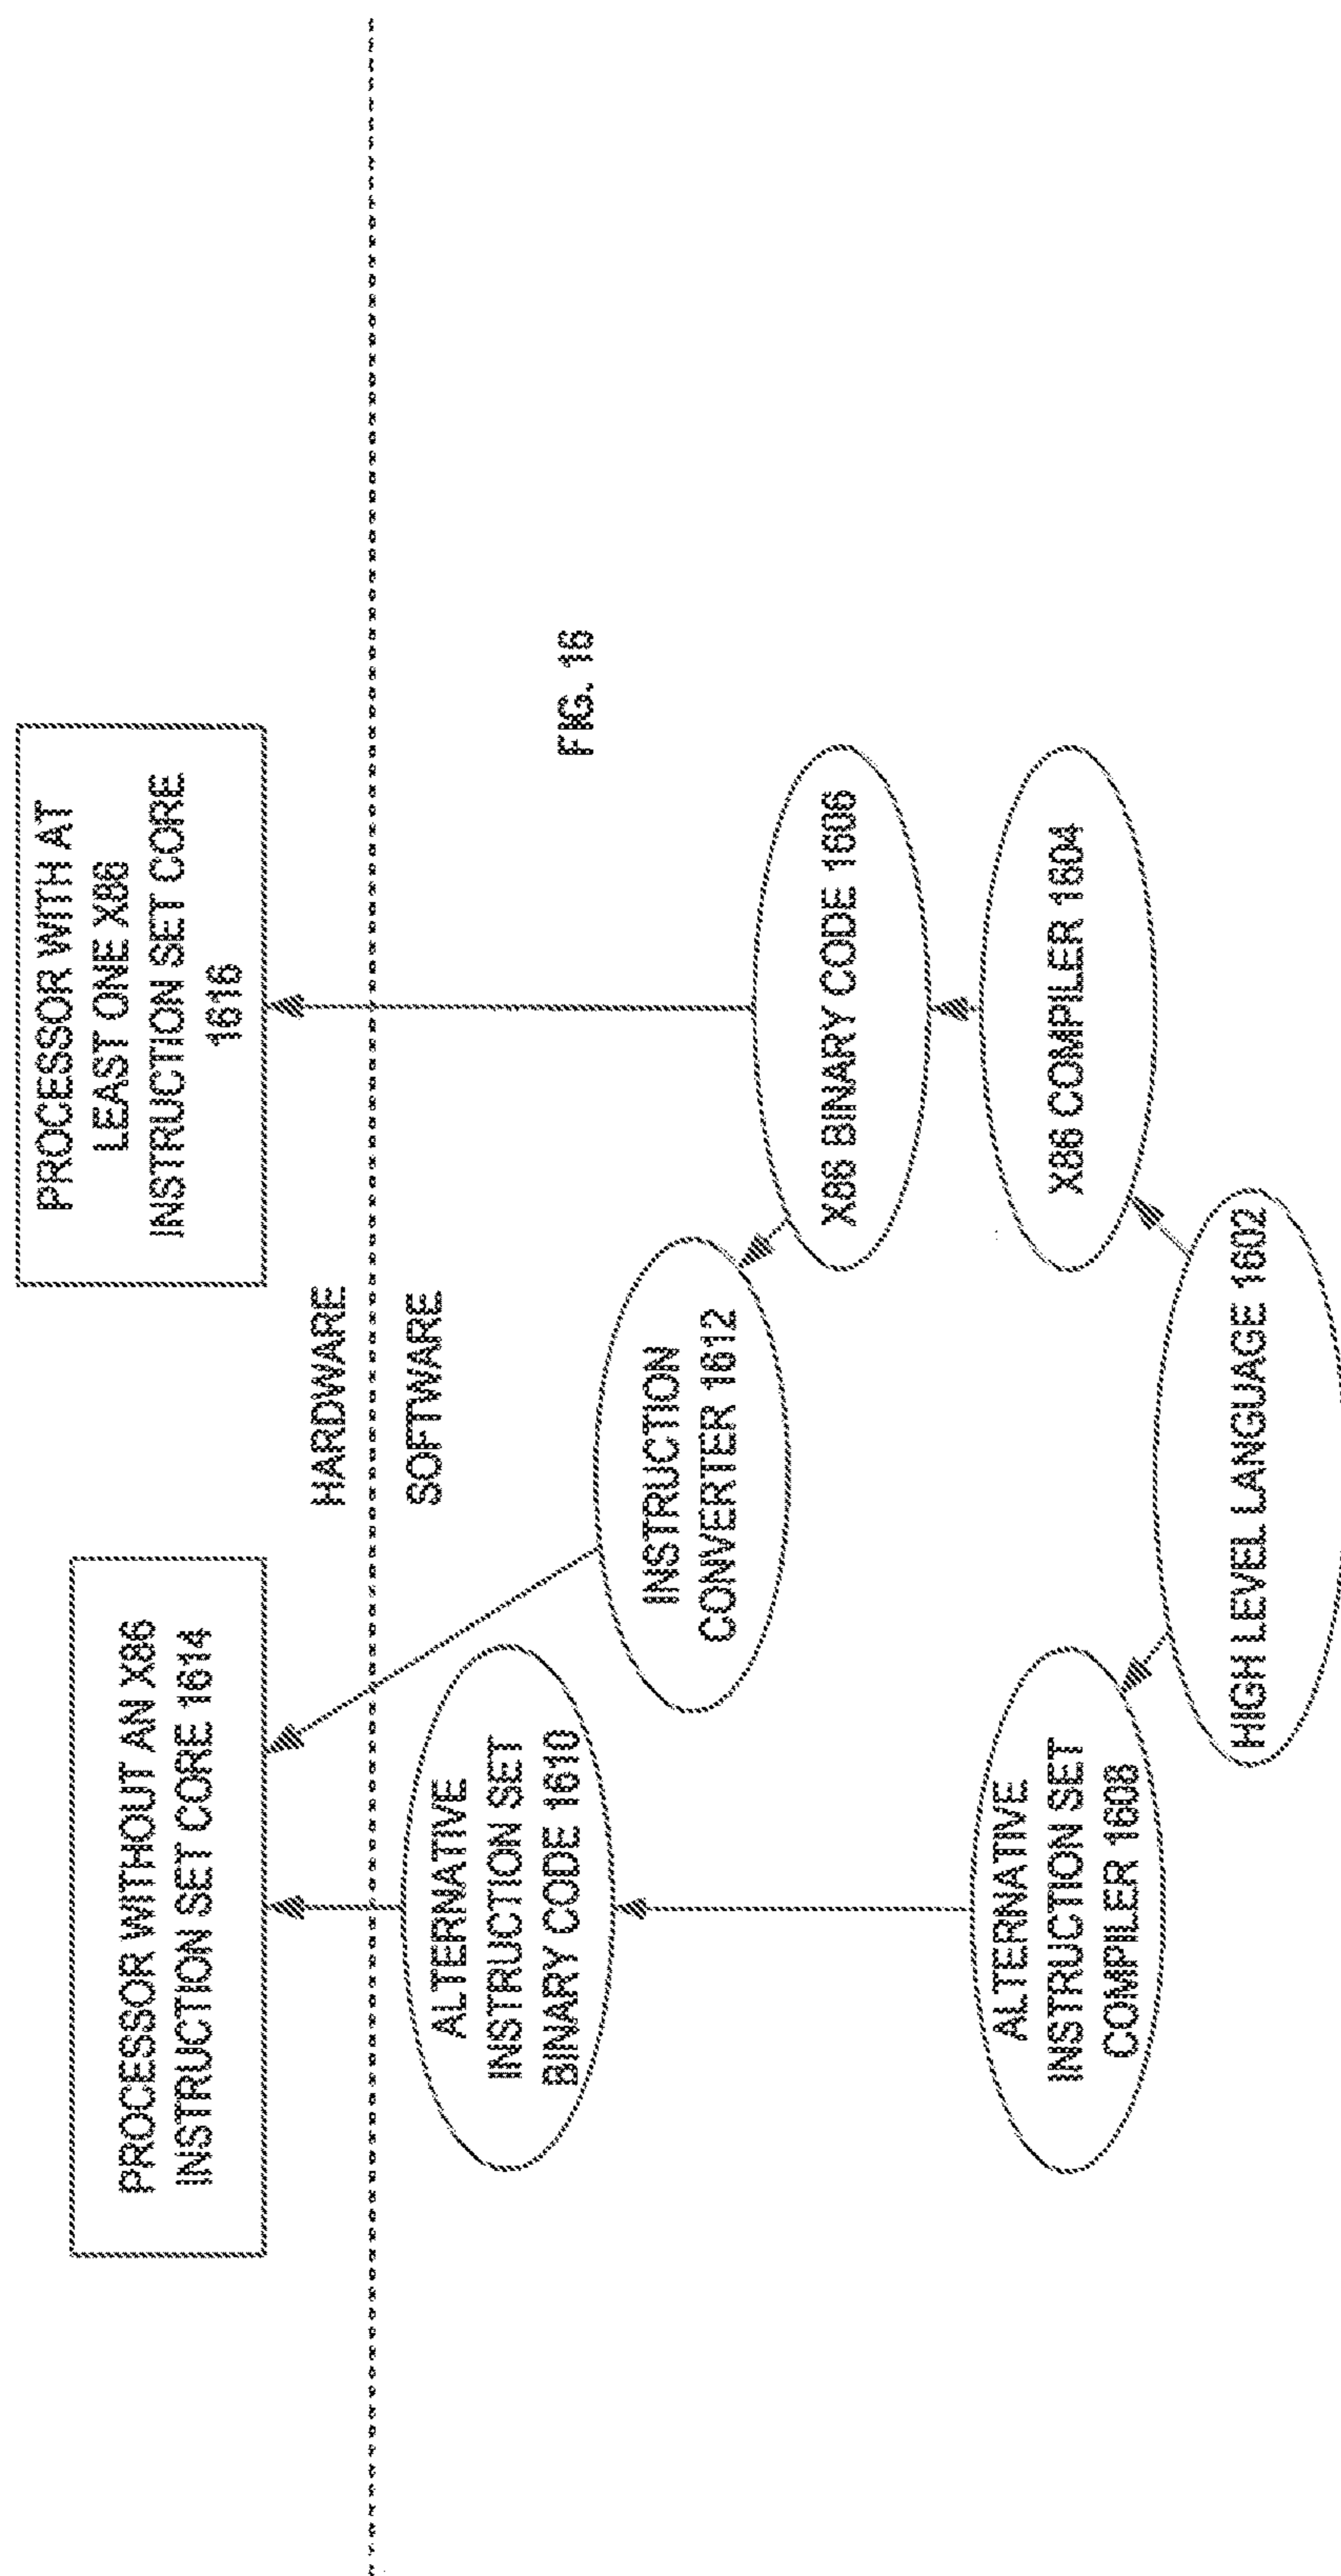 PROCESSOR WITHOUT AN X86
INSTRUCTION SET CORE 1614
PROCESSOR WITH AT
LEAST ONE X86
INSTRUCTION SET CORE
1616
HARDWARE
SOFTWARE
ALTERNATIVE
INSTRUCTION SET
BINARY CODE 1610
INSTRUCTION
CONVERTER 1612
FIG. 16
X86 BINARY CODE 1606
ALTERNATIVE
INSTRUCTION SET
COMPILER 1608
X86 COMPILER 1604
HIGH LEVEL LANGUAGE 1602